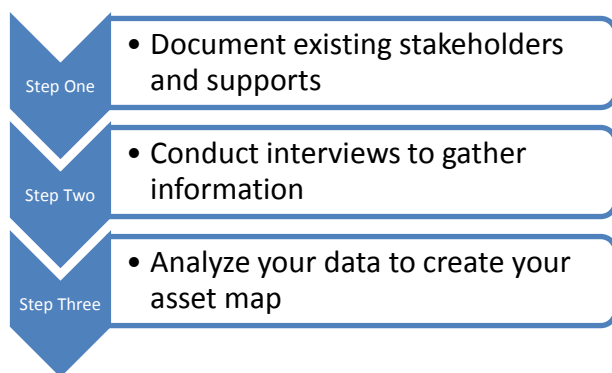 Step One
• Document existing stakeholders
and supports
Step Two
• Conduct interviews to gather
information
Step Three
• Analyze your data to create your
asset map